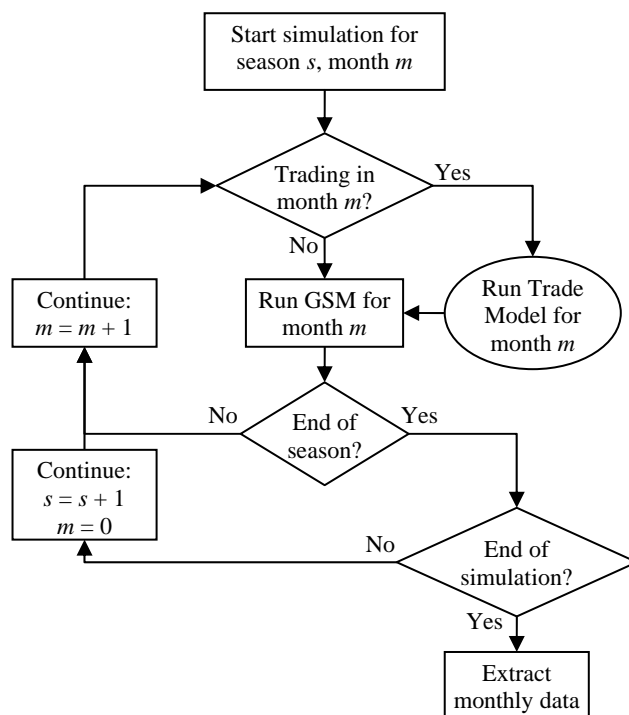 Start simulation for
season s, month m
Trading in
month m?
Yes
No
Continue:
m = m + 1
Run GSM for
month m
Run Trade
Model for
month m
No
End of
season?
Yes
Continue:
s = s + 1
m = 0
No
End of
simulation?
Yes
Extract
monthly data